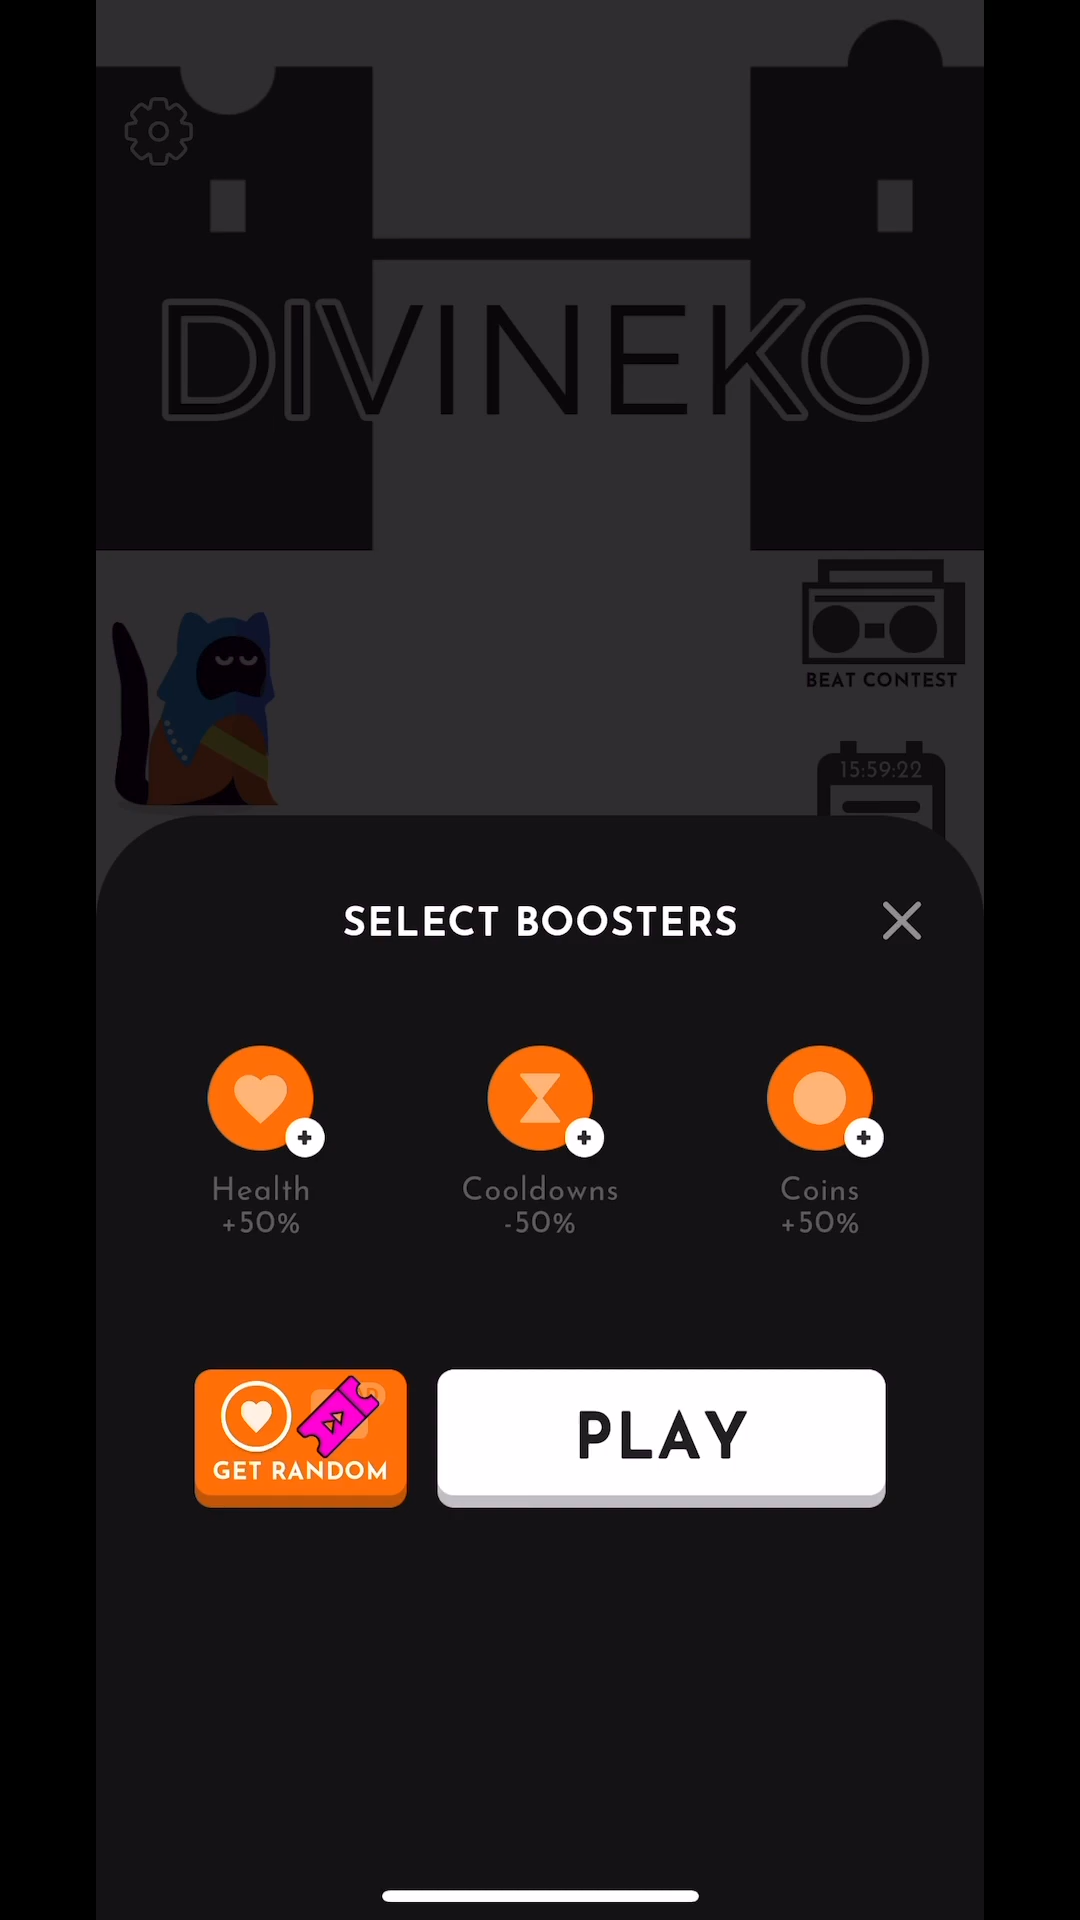 DIVINEKO
BEAT CONTEST
15:59:22
SELECT BOOSTERS
Health
+50%
Cooldowns
-50%
Coins
+50%
GET RANDOM
PLAY